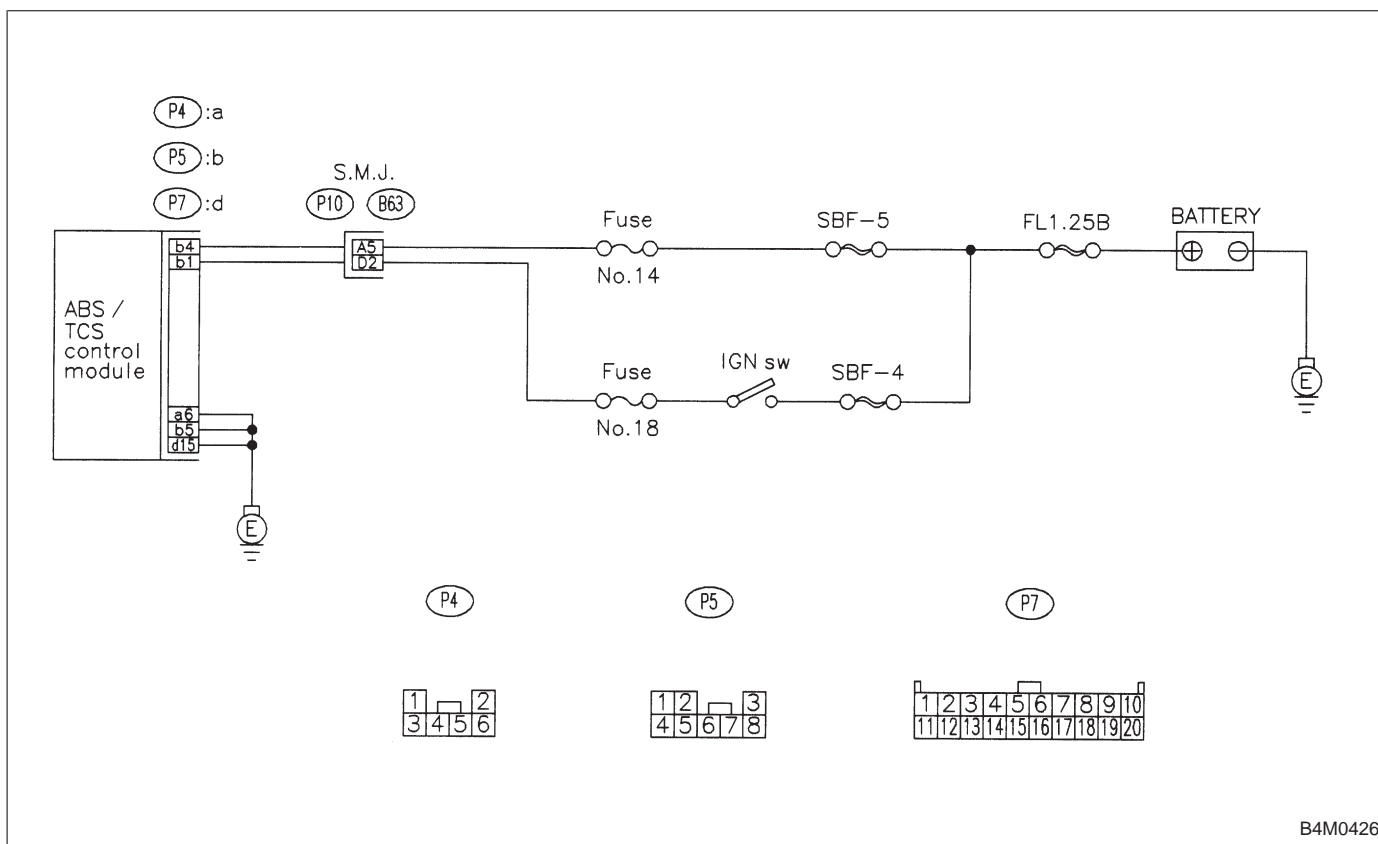 P4 :a
P5 :b
P7 :d
S.M.J.
P10 B63
Fuse
SBF-5
FL1.25B
BATTERY
b4
b1
A5
D2
No.14
⊕ ⊖
ABS /
TCS
control
module
Fuse
IGN sw
SBF-4
No.18
E
a6
b5
d15
E
P4
P5
P7
1 2
3 4 5 6
1 2 3
4 5 6 7 8
1 2 3 4 5 6 7 8 9 10
11 12 13 14 15 16 17 18 19 20
B4M0426